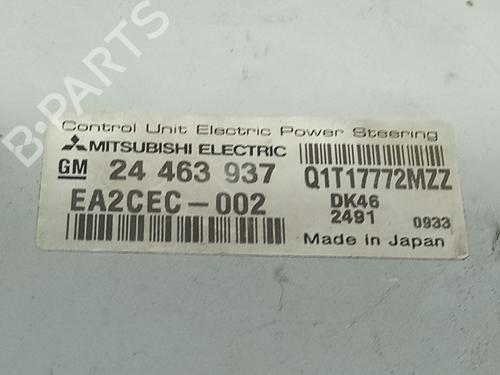 B-PARTS
Control Unit Electric Power Steering
MITSUBISHI ELECTRIC
GM 24 463 937
Q1T17772MZZ
EA2CEC-002
DK46
2491 0933
Made in Japan